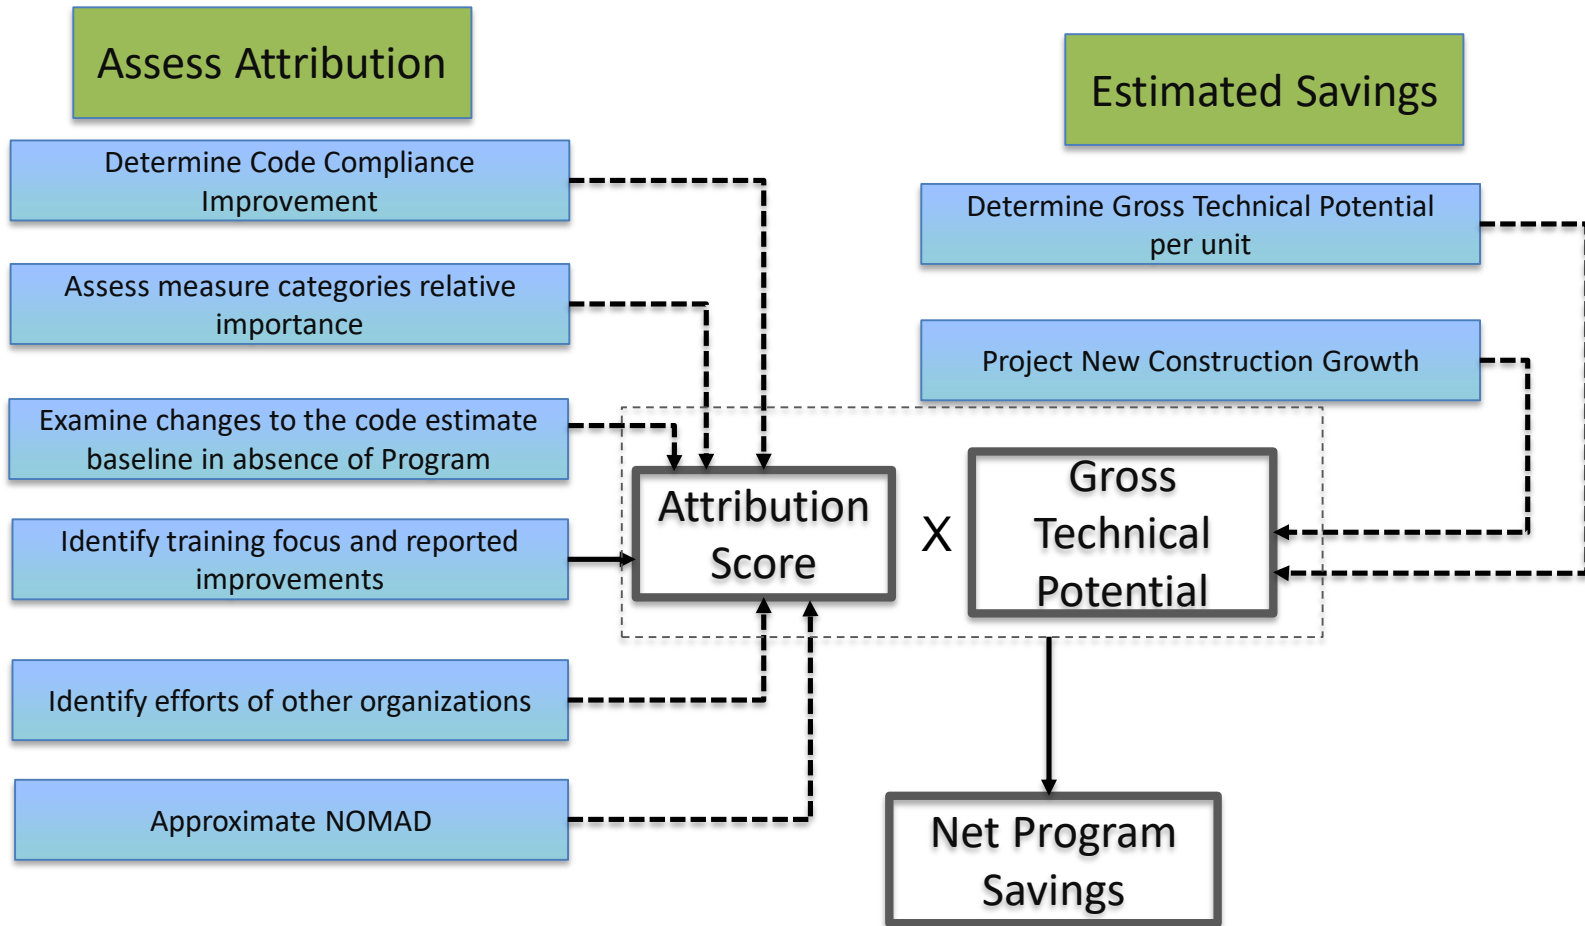 Assess Attribution
Determine Code Compliance
Improvement
Assess measure categories relative
importance
Examine changes to the code estimate
baseline in absence of Program
Identify training focus and reported
improvements
Identify efforts of other organizations
Approximate NOMAD
Estimated Savings
Determine Gross Technical Potential
per unit
Project New Construction Growth
Attribution
Score
X
Gross
Technical
Potential
Net Program
Savings